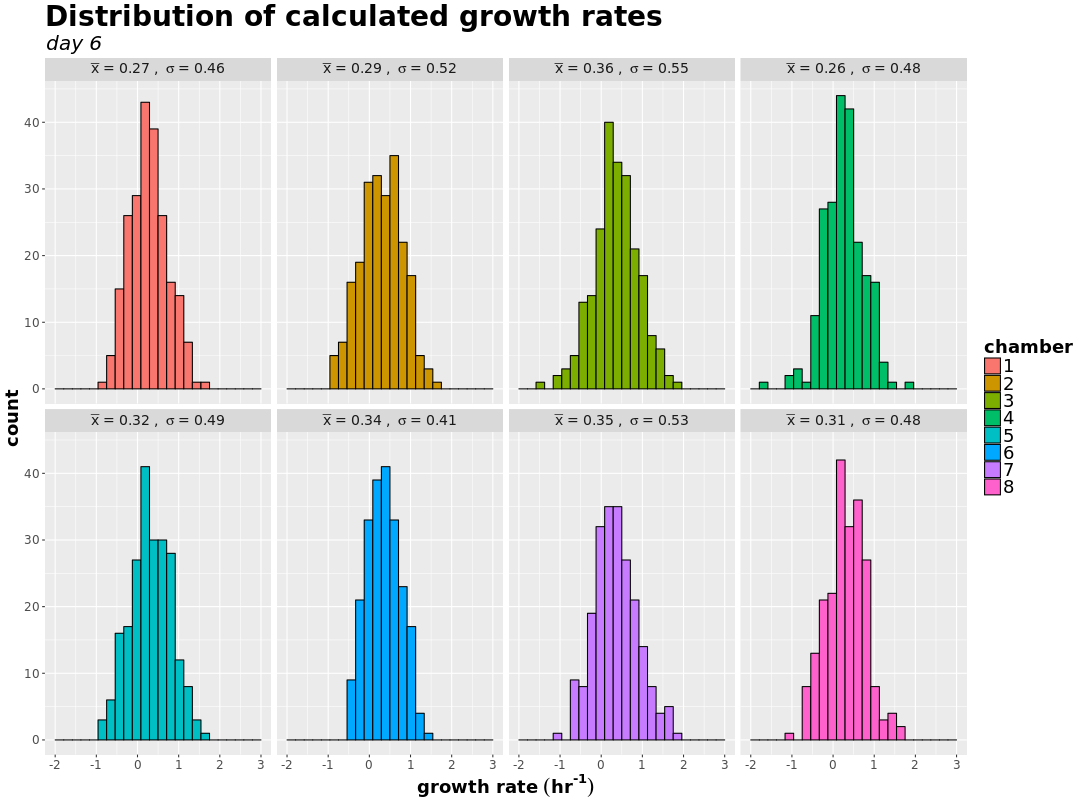 Distribution of calculated growth rates
day 6
x̅ = 0.27 , σ = 0.46
x̅ = 0.29 , σ = 0.52
x̅ = 0.36 , σ = 0.55
x̅ = 0.26 , σ = 0.48
40
30
20
10
0
x̅ = 0.32 , σ = 0.49
x̅ = 0.34 , σ = 0.41
x̅ = 0.35 , σ = 0.53
x̅ = 0.31 , σ = 0.48
40
30
20
10
0
-2 -1 0 1 2 3
-2 -1 0 1 2 3
-2 -1 0 1 2 3
-2 -1 0 1 2 3
count
growth rate (hr⁻¹)
chamber
1
2
3
4
5
6
7
8